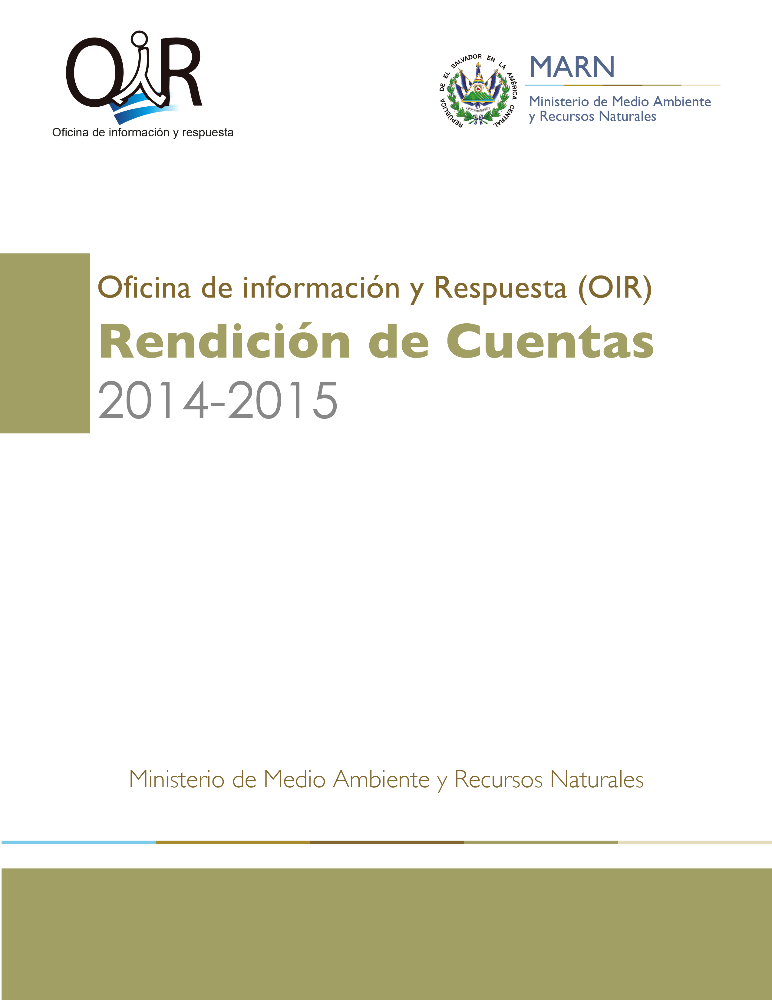 OiR
Oficina de información y respuesta
REPÚBLICA DE EL SALVADOR EN LA AMÉRICA CENTRAL
MARN
Ministerio de Medio Ambiente
y Recursos Naturales
Oficina de información y Respuesta (OIR)
Rendición de Cuentas
2014-2015
Ministerio de Medio Ambiente y Recursos Naturales